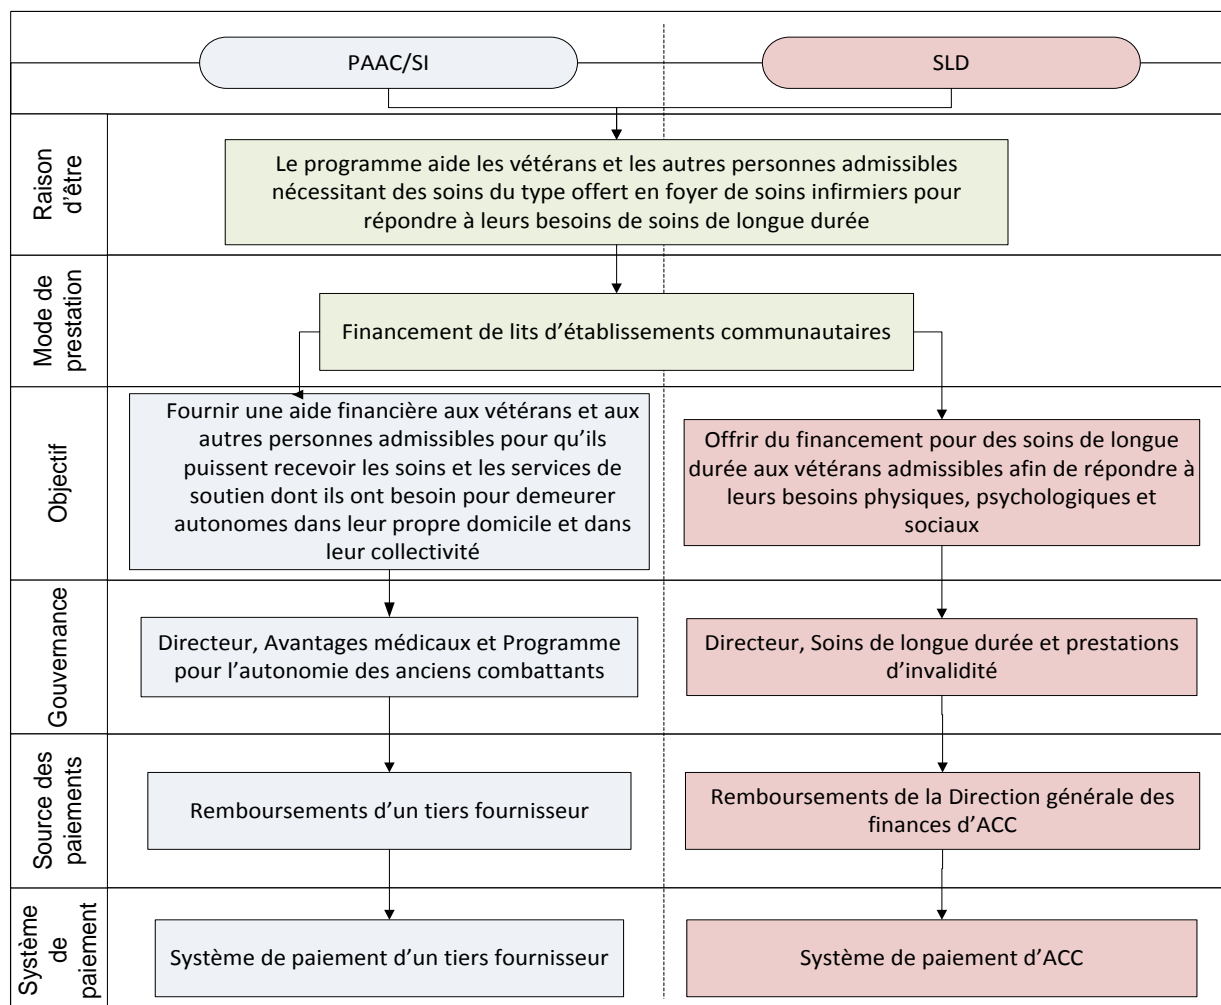 PAAC/SI
SLD
Raison
d'être
Le programme aide les vétérans et les autres personnes admissibles
nécessitant des soins du type offert en foyer de soins infirmiers pour
répondre à leurs besoins de soins de longue durée
Mode de
prestation
Financement de lits d'établissements communautaires
Objectif
Fournir une aide financière aux vétérans et aux
autres personnes admissibles pour qu'ils
puissent recevoir les soins et les services de
soutien dont ils ont besoin pour demeurer
autonomes dans leur propre domicile et dans
leur collectivité
Offrir du financement pour des soins de longue
durée aux vétérans admissibles afin de répondre à
leurs besoins physiques, psychologiques et
sociaux
Gouvernance
Directeur, Avantages médicaux et Programme
pour l'autonomie des anciens combattants
Directeur, Soins de longue durée et prestations
d'invalidité
Source des
paiements
Remboursements d'un tiers fournisseur
Remboursements de la Direction générale des
finances d'ACC
Système
de
paiement
Système de paiement d'un tiers fournisseur
Système de paiement d'ACC